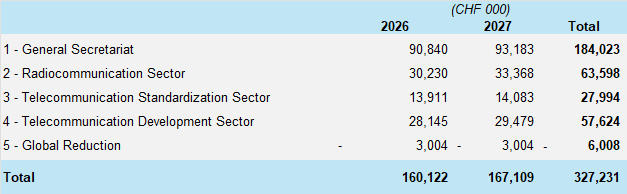 (CHF 000)
2026 2027 Total
1 - General Secretariat 90,840 93,183 184,023
2 - Radiocommunication Sector 30,230 33,368 63,598
3 - Telecommunication Standardization Sector 13,911 14,083 27,994
4 - Telecommunication Development Sector 28,145 29,479 57,624
5 - Global Reduction - 3,004 - 3,004 - 6,008
Total 160,122 167,109 327,231